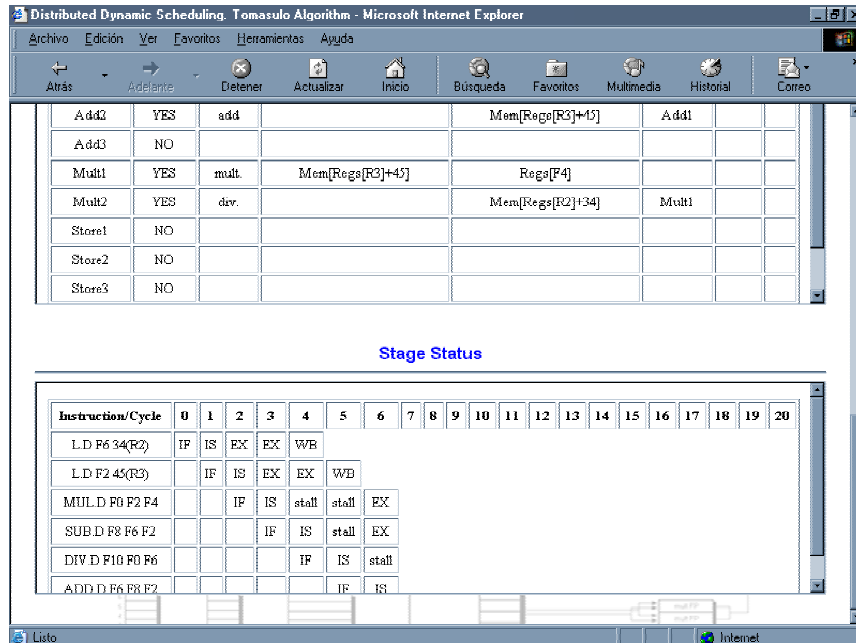 Distributed Dynamic Scheduling. Tomasulo Algorithm - Microsoft Internet Explorer
Archivo Edición Ver Favoritos Herramientas Ayuda
Atrás Adelante Detener Actualizar Inicio Búsqueda Favoritos Multimedia Historial Correo
Add2 YES add Mem[Regs[R3]+45] Add1
Add3 NO
Mult1 YES mult. Mem[Regs[R3]+45] Regs[F4]
Mult2 YES div. Mem[Regs[R2]+34] Mult1
Store1 NO
Store2 NO
Store3 NO
Stage Status
Instruction/Cycle 0 1 2 3 4 5 6 7 8 9 10 11 12 13 14 15 16 17 18 19 20
L.D F6 34(R2) IF IS EX EX WB
L.D F2 45(R3) IF IS EX EX WB
MUL.D F0 F2 F4 IF IS stall stall EX
SUB.D F8 F6 F2 IF IS stall EX
DIV.D F10 F0 F6 IF IS stall
ADD.D F6 F8 F2 IF IS
Listo Internet